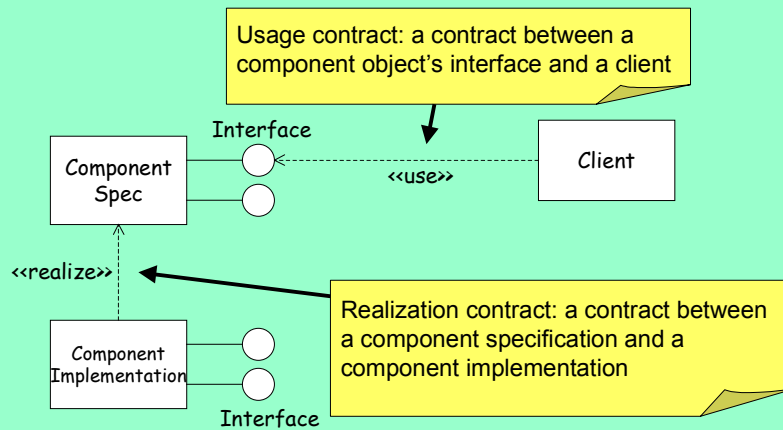 Usage contract: a contract between a
component object's interface and a client
Interface
Component
Spec
Client
«use»
«realize»
Realization contract: a contract between
a component specification and a
component implementation
Component
Implementation
Interface